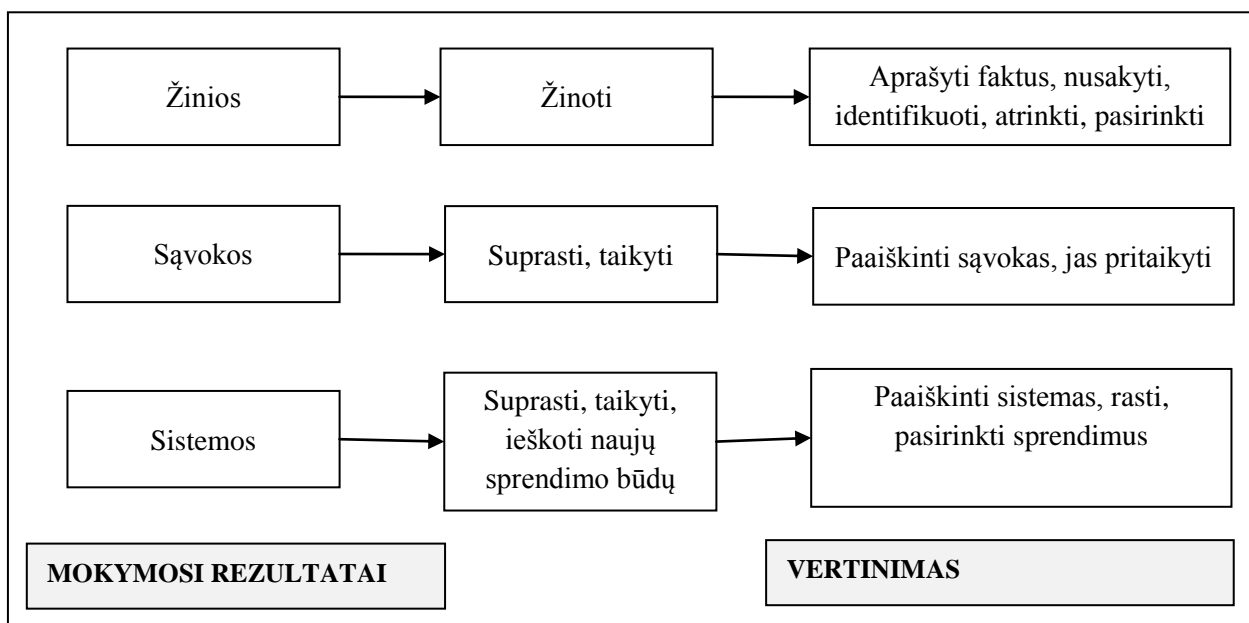 Žinios
Žinoti
Aprašyti faktus, nusakyti,
identifikuoti, atrinkti, pasirinkti
Sąvokos
Suprasti, taikyti
Paaiškinti sąvokas, jas pritaikyti
Sistemos
Suprasti, taikyti,
ieškoti naujų
sprendimo būdų
Paaiškinti sistemas, rasti,
pasirinkti sprendimus
MOKYMOSI REZULTATAI
VERTINIMAS